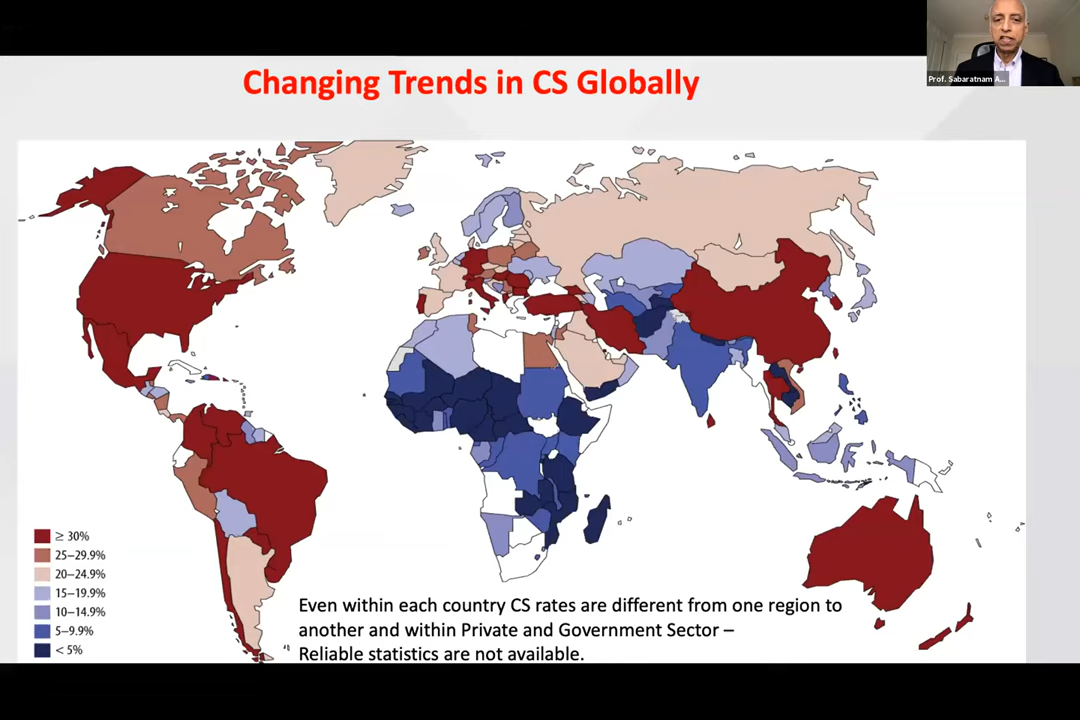 Prof. Sabaratnam A...
Changing Trends in CS Globally
≥ 30%
25–29.9%
20–24.9%
15–19.9%
10–14.9%
5–9.9%
< 5%
Even within each country CS rates are different from one region to
another and within Private and Government Sector –
Reliable statistics are not available.